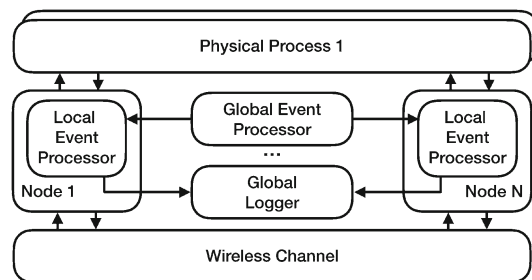 Physical Process 1
Local
Event
Processor
Node 1
Global Event
Processor
...
Global
Logger
Local
Event
Processor
Node N
Wireless Channel